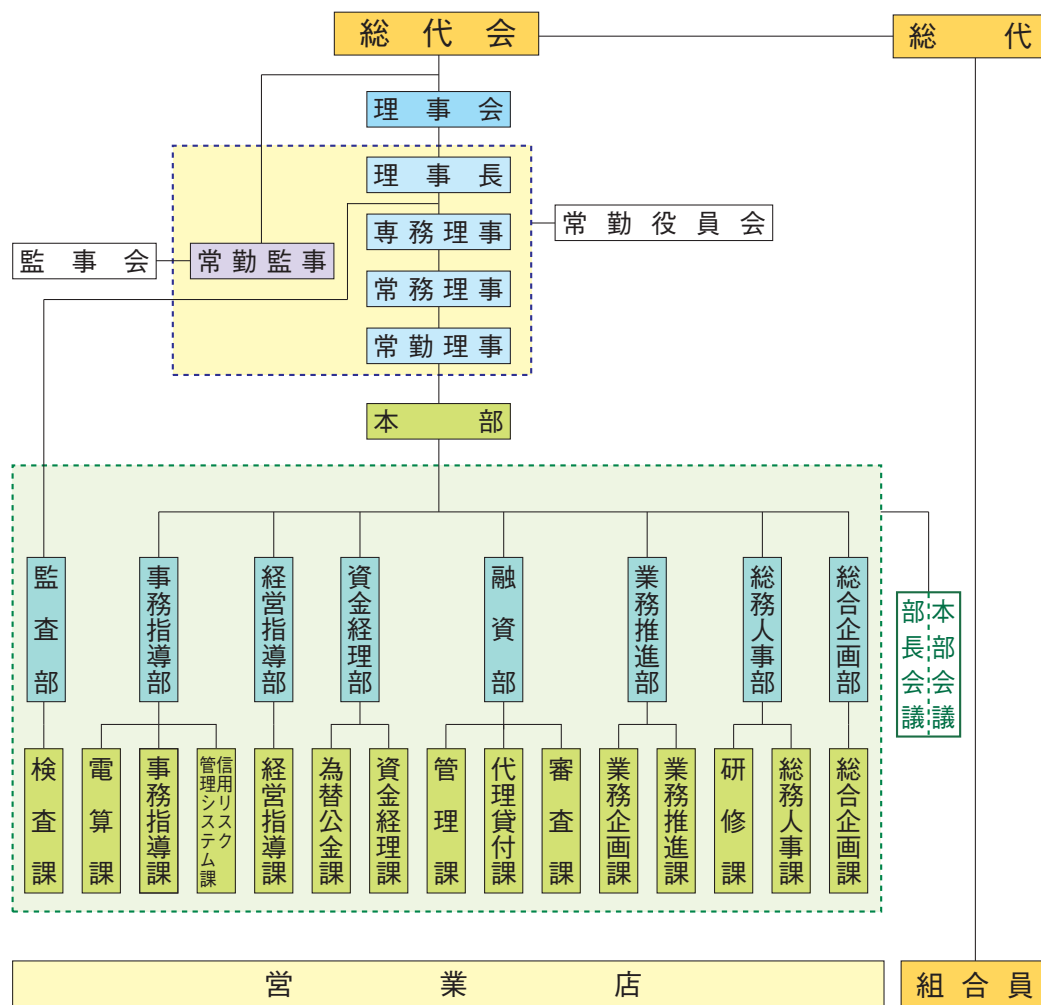 総代会
総代
理事会
理事長
専務理事
常勤役員会
監事会
常勤監事
常務理事
常勤理事
本部
監査部
事務指導部
経営指導部
資金経理部
融資部
業務推進部
総務人事部
総合企画部
本部会議
部長会議
検査課
電算課
事務指導課
信用リスク
管理システム課
経営指導課
為替公金課
資金経理課
管理課
代理貸付課
審査課
業務企画課
業務推進課
研修課
総務人事課
総合企画課
営業店
組合員